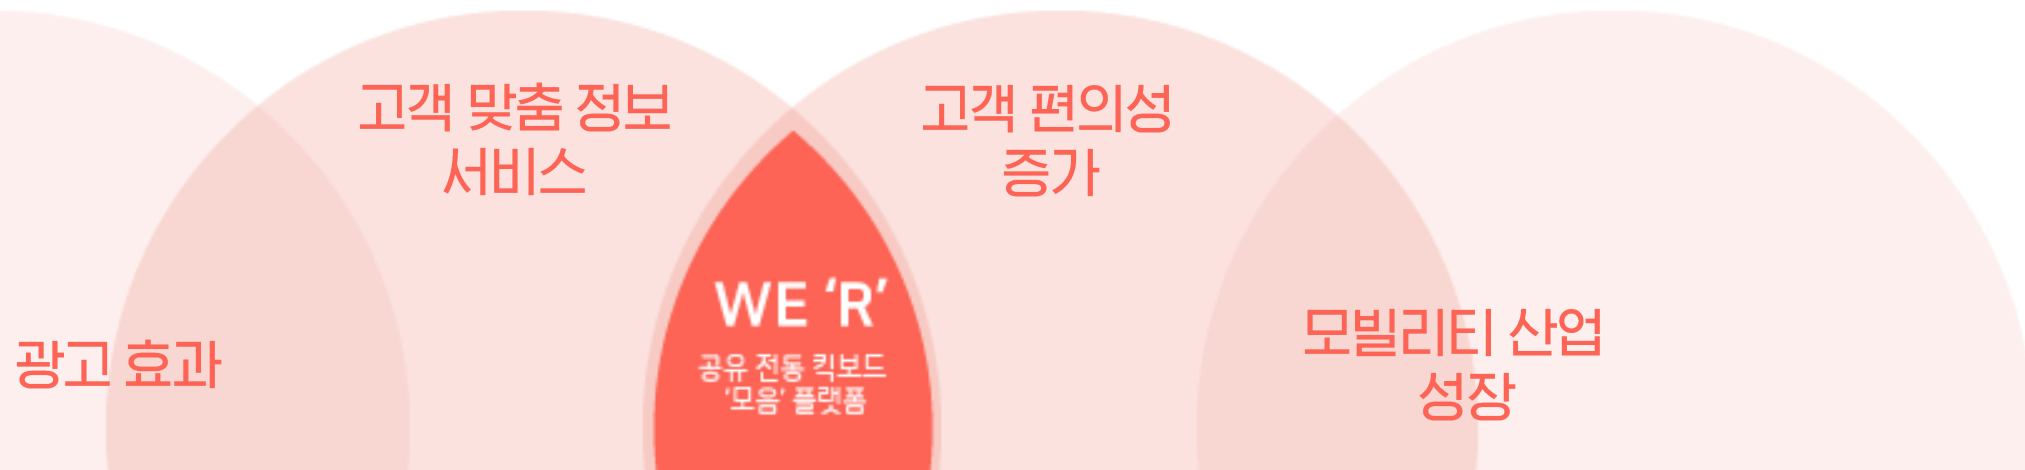 고객 맞춤 정보
서비스
고객 편의성
증가
WE ‘R’
공유 전동 킥보드
‘모음’ 플랫폼
광고 효과
모빌리티 산업
성장